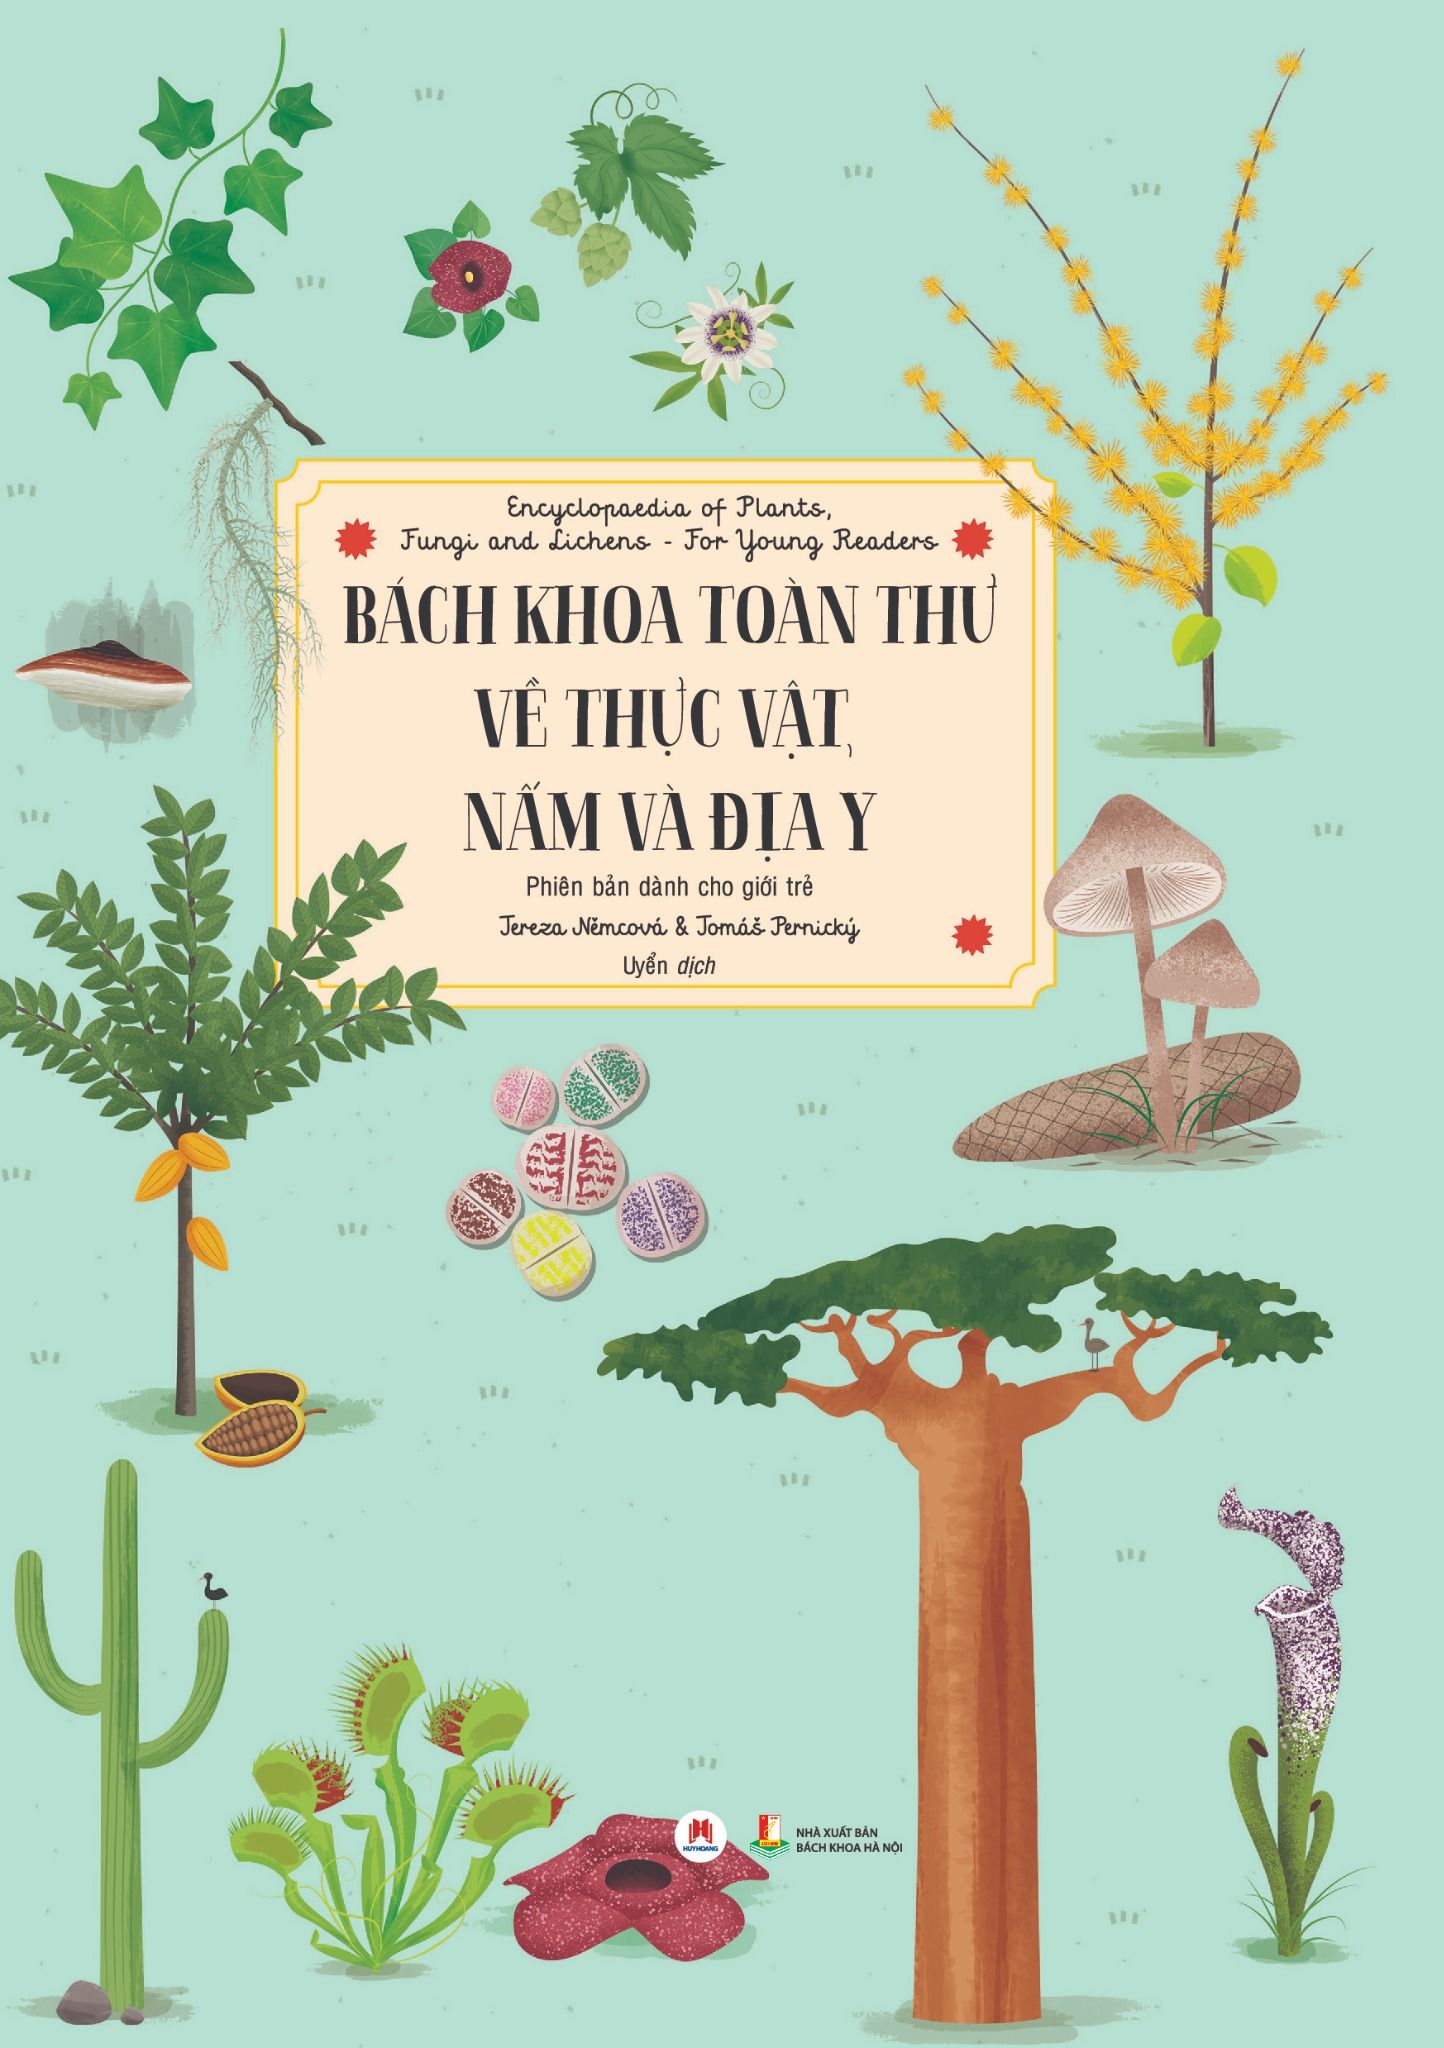 Encyclopaedia of Plants,
Fungi and Lichens - For Young Readers
BÁCH KHOA TOÀN THƯ
VỀ THỰC VẬT,
NẤM VÀ ĐỊA Y
Phiên bản dành cho giới trẻ
Tereza Němcová & Tomáš Pernický
Uyển dịch
HUYHOANG
NHÀ XUẤT BẢN
BÁCH KHOA HÀ NỘI